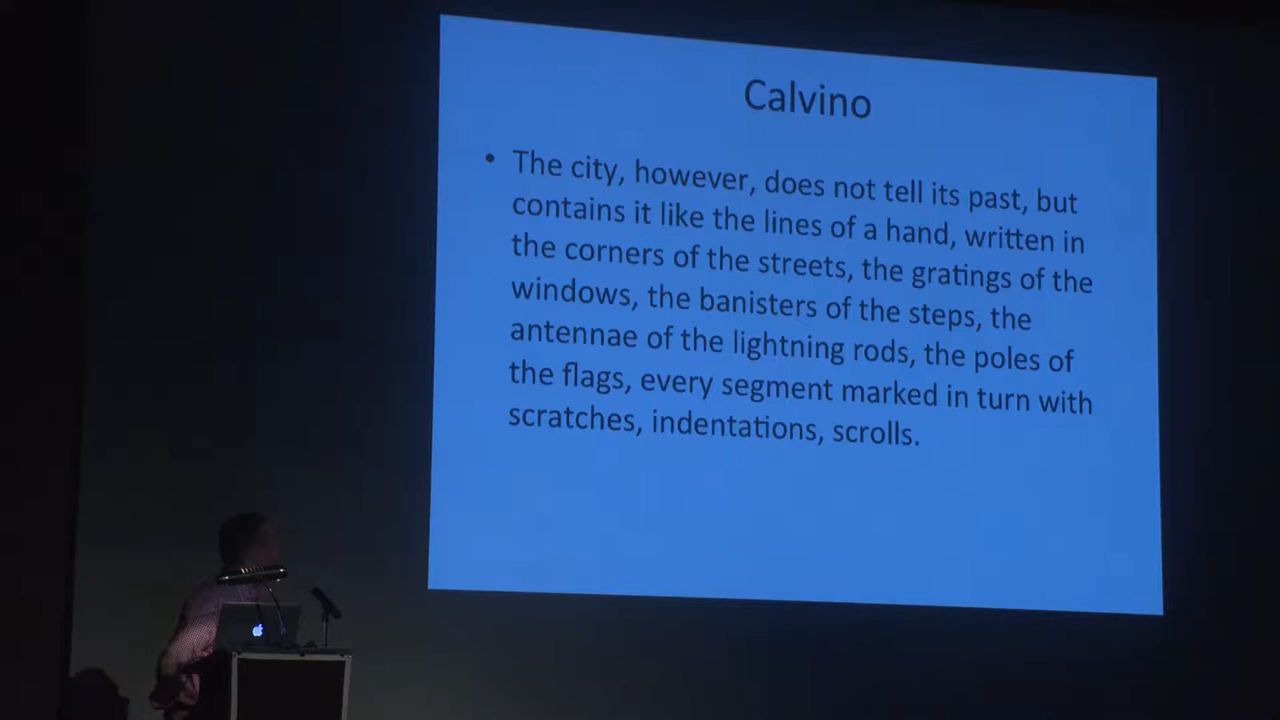 Calvino
• The city, however, does not tell its past, but
contains it like the lines of a hand, written in
the corners of the streets, the gratings of the
windows, the banisters of the steps, the
antennae of the lightning rods, the poles of
the flags, every segment marked in turn with
scratches, indentations, scrolls.